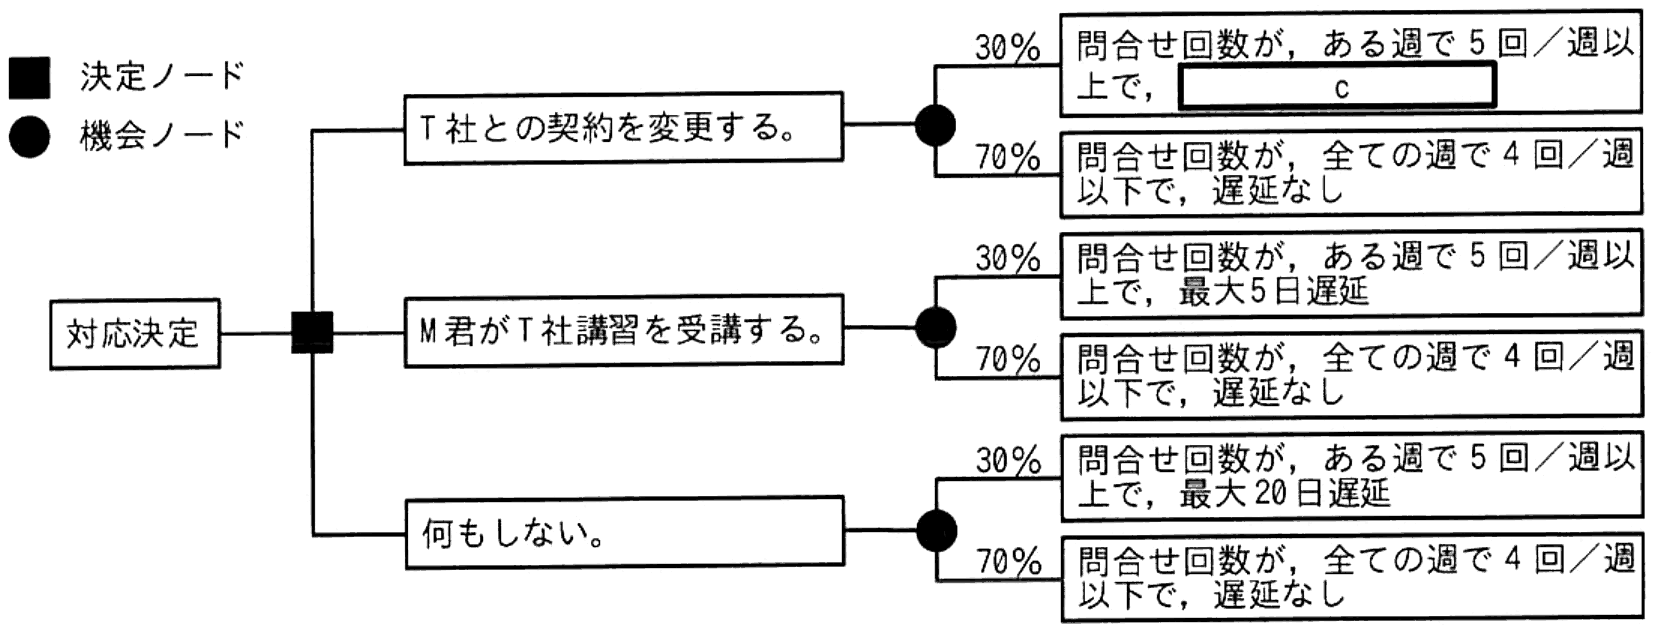 決定ノード
機会ノード
対応決定
T社との契約を変更する。
30%
問合せ回数が，ある週で5回／週以
上で， c
70%
問合せ回数が，全ての週で4回／週
以下で，遅延なし
M君がT社講習を受講する。
30%
問合せ回数が，ある週で5回／週以
上で，最大5日遅延
70%
問合せ回数が，全ての週で4回／週
以下で，遅延なし
何もしない。
30%
問合せ回数が，ある週で5回／週以
上で，最大20日遅延
70%
問合せ回数が，全ての週で4回／週
以下で，遅延なし